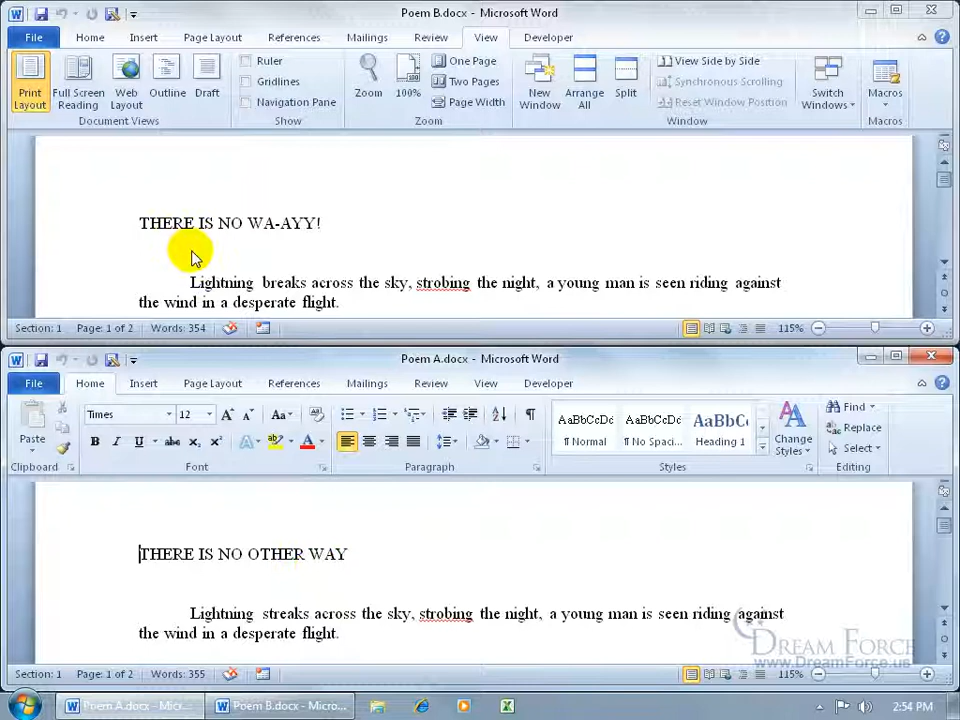 Poem B.docx - Microsoft Word
File Home Insert Page Layout References Mailings Review View Developer
Print Layout
Full Screen Reading
Web Layout
Outline
Draft
Document Views
Ruler
Gridlines
Navigation Pane
Show
Zoom
100%
One Page
Two Pages
Page Width
Zoom
New Window
Arrange All
Split
View Side by Side
Synchronous Scrolling
Reset Window Position
Window
Switch Windows
Macros
Macros
THERE IS NO WA-AYY!
Lightning breaks across the sky, strobing the night, a young man is seen riding against
the wind in a desperate flight.
Section: 1 Page: 1 of 2 Words: 354 115%
Poem A.docx - Microsoft Word
File Home Insert Page Layout References Mailings Review View Developer
Paste
Clipboard
Times 12
B I U abc x₂ x²
Font
Paragraph
AaBbCcDc AaBbCcDc AaBbC
¶ Normal ¶ No Spaci... Heading 1
Change Styles
Styles
Find
Replace
Select
Editing
THERE IS NO OTHER WAY
Lightning streaks across the sky, strobing the night, a young man is seen riding against
the wind in a desperate flight.
DREAM FORCE
www.DreamForce.us
Section: 1 Page: 1 of 2 Words: 355 115%
Poem A.docx - Micr... Poem B.docx - Micro... 2:54 PM